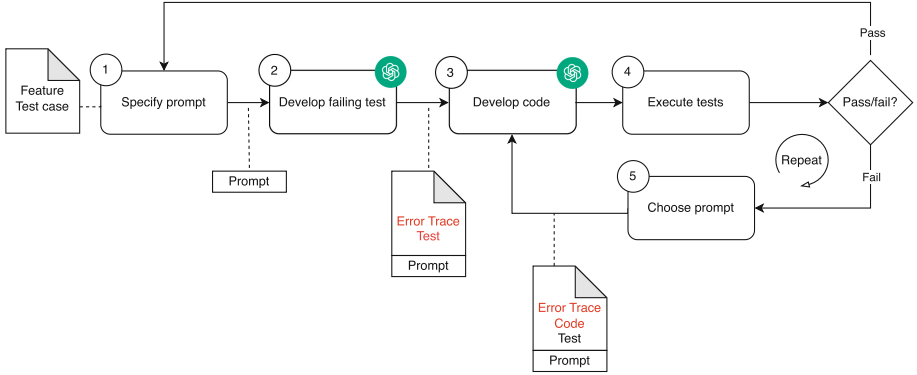 Pass
1
2
3
4
Feature
Test case
Specify prompt
Develop failing test
Develop code
Execute tests
Pass/fail?
Repeat
Fail
5
Choose prompt
Prompt
Error Trace
Test
Prompt
Error Trace
Code
Test
Prompt